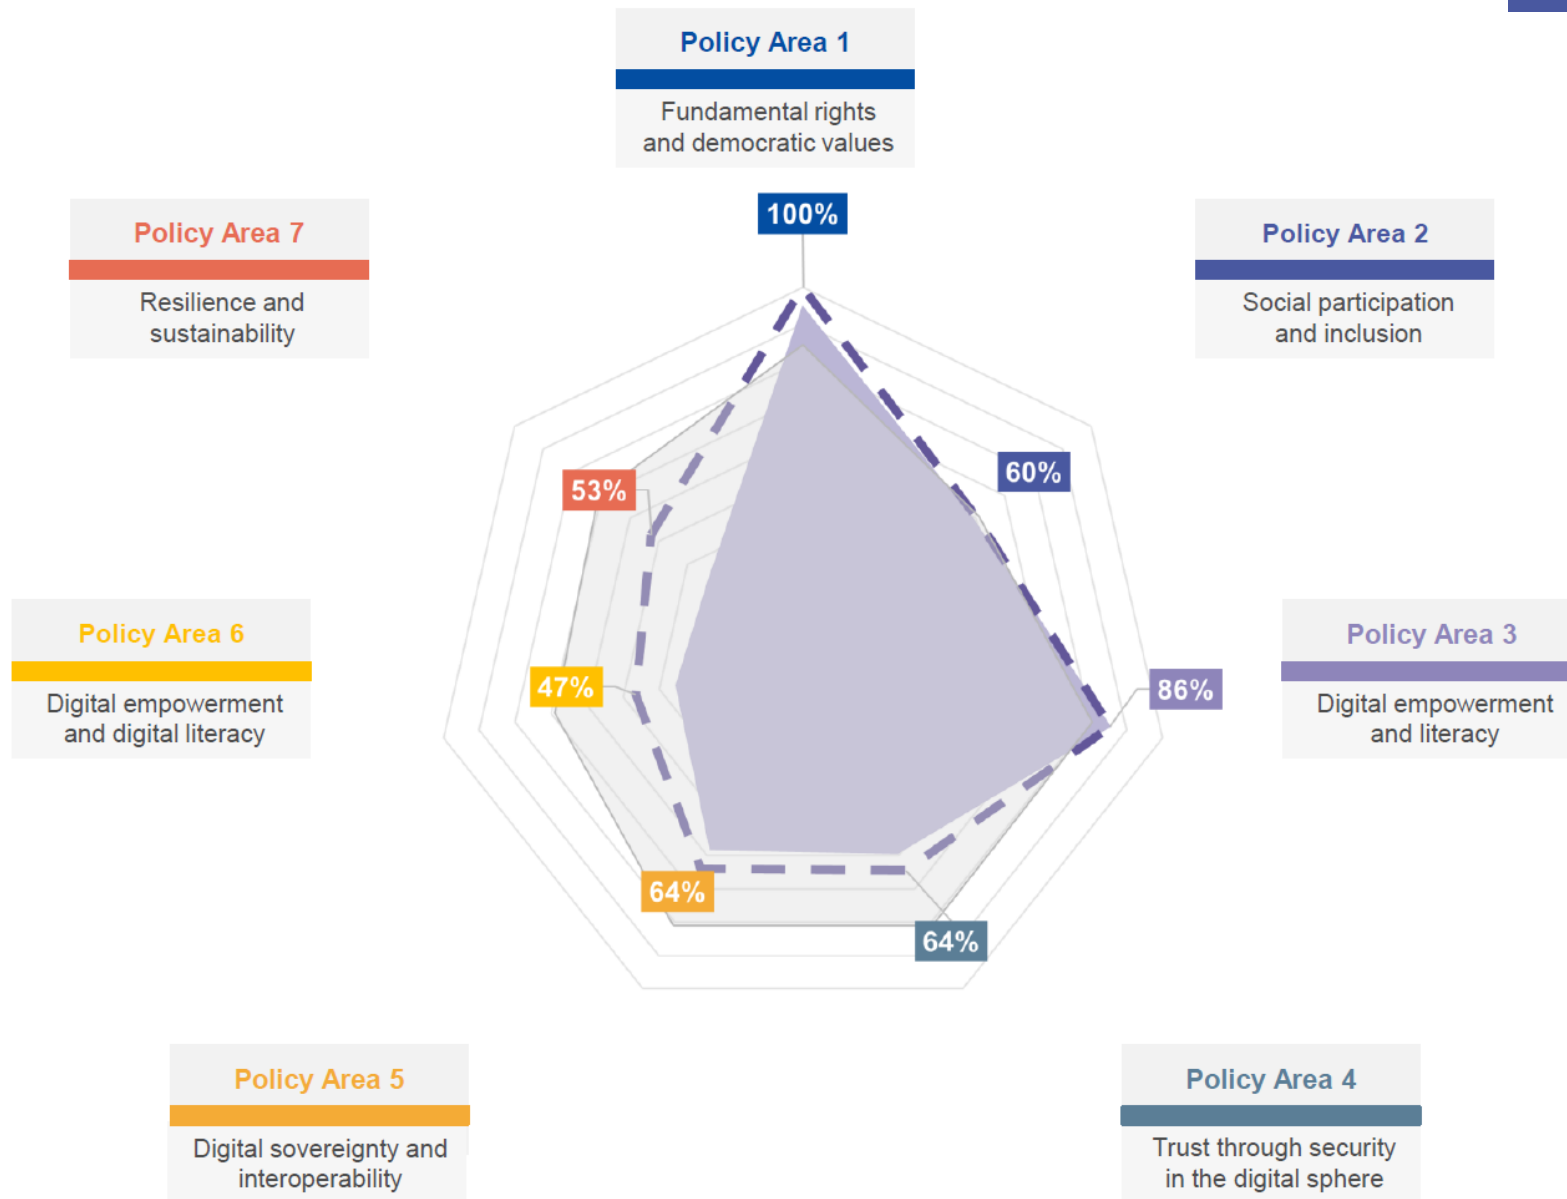 Policy Area 1
Fundamental rights
and democratic values
100%
Policy Area 7
Resilience and
sustainability
Policy Area 2
Social participation
and inclusion
53%
60%
Policy Area 6
Digital empowerment
and digital literacy
47%
86%
Policy Area 3
Digital empowerment
and literacy
64%
64%
Policy Area 5
Digital sovereignty and
interoperability
Policy Area 4
Trust through security
in the digital sphere